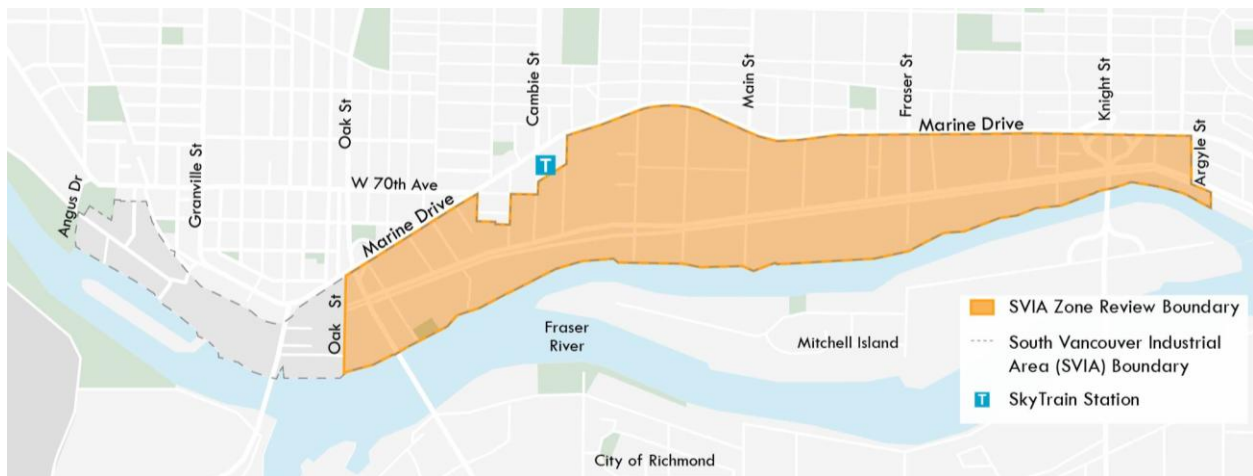 Angus Dr
Granville St
Oak St
W 70th Ave
Marine Drive
Oak St
Cambie St
T
Main St
Fraser St
Marine Drive
Knight St
Argyle St
Fraser
River
Mitchell Island
City of Richmond
SVIA Zone Review Boundary
South Vancouver Industrial
Area (SVIA) Boundary
T SkyTrain Station